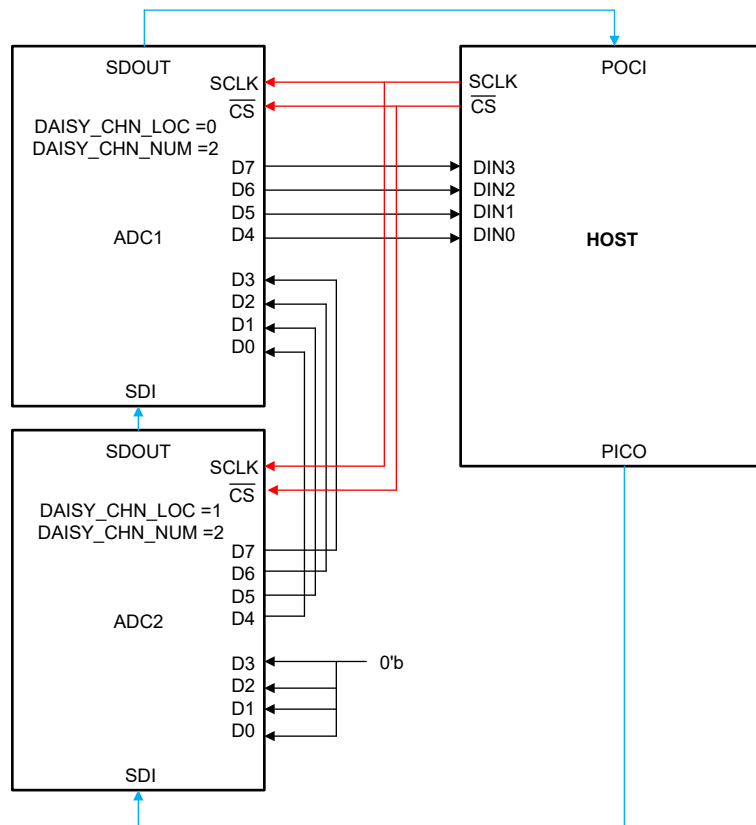 SDOUT
SCLK
CS
DAISY_CHN_LOC =0
DAISY_CHN_NUM =2
D7
D6
D5
D4
ADC1
D3
D2
D1
D0
SDI
POCI
SCLK
CS
DIN3
DIN2
DIN1
DIN0
HOST
PICO
SDOUT
SCLK
CS
DAISY_CHN_LOC =1
DAISY_CHN_NUM =2
D7
D6
D5
D4
ADC2
D3
D2
D1
D0
0'b
SDI